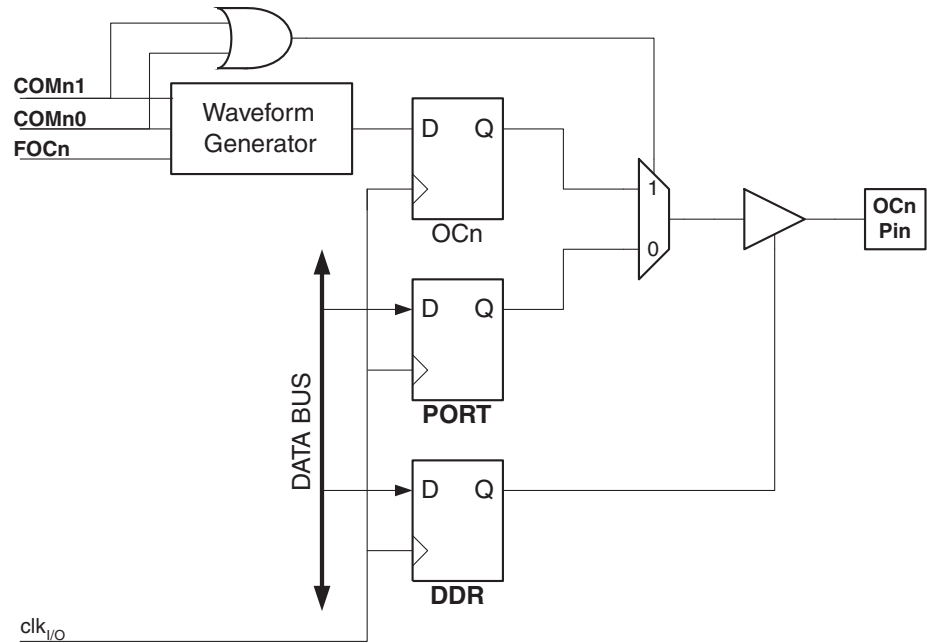 COMn1
COMn0
FOCn
Waveform
Generator
D Q
OCn
1
0
OCn
Pin
D Q
PORT
DATA BUS
D Q
DDR
clkI/O